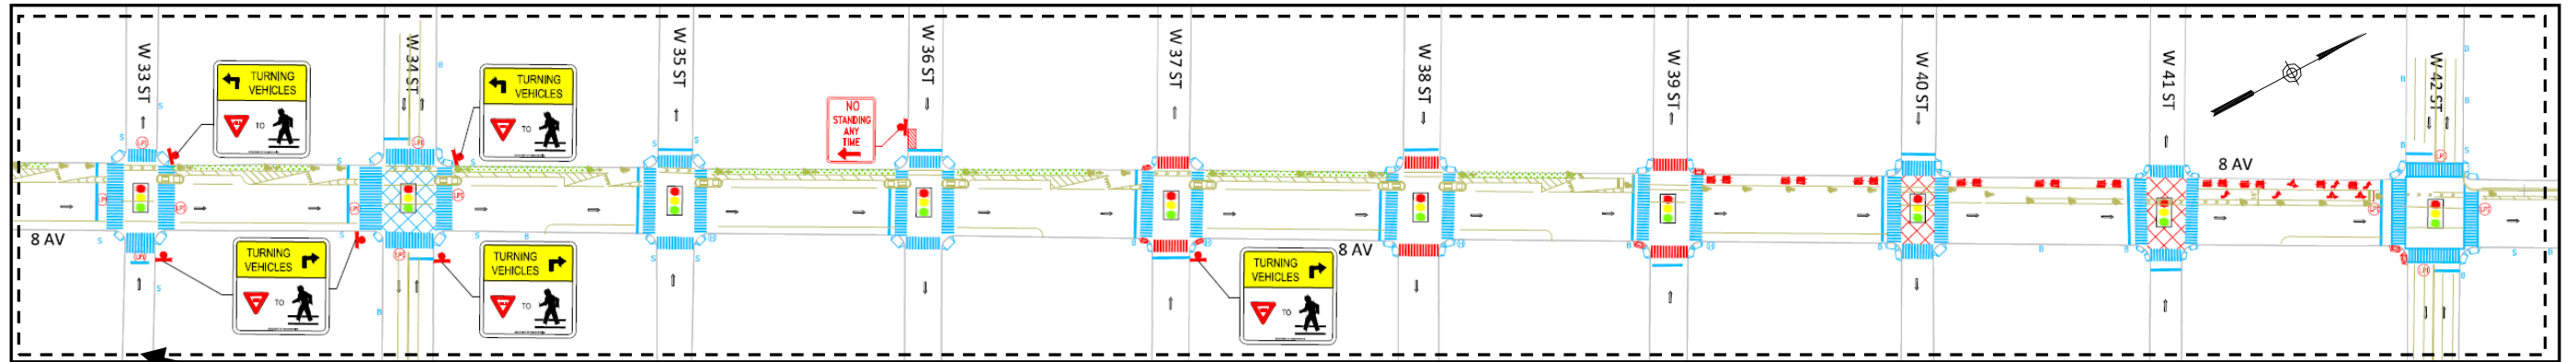 W 33 ST
W 34 ST
W 35 ST
W 36 ST
W 37 ST
W 38 ST
W 39 ST
W 40 ST
W 41 ST
W 42 ST
TURNING
VEHICLES
TO
TURNING
VEHICLES
TO
NO
STANDING
ANY
TIME
8 AV
8 AV
8 AV
TURNING
VEHICLES
TO
TURNING
VEHICLES
TO
TURNING
VEHICLES
TO